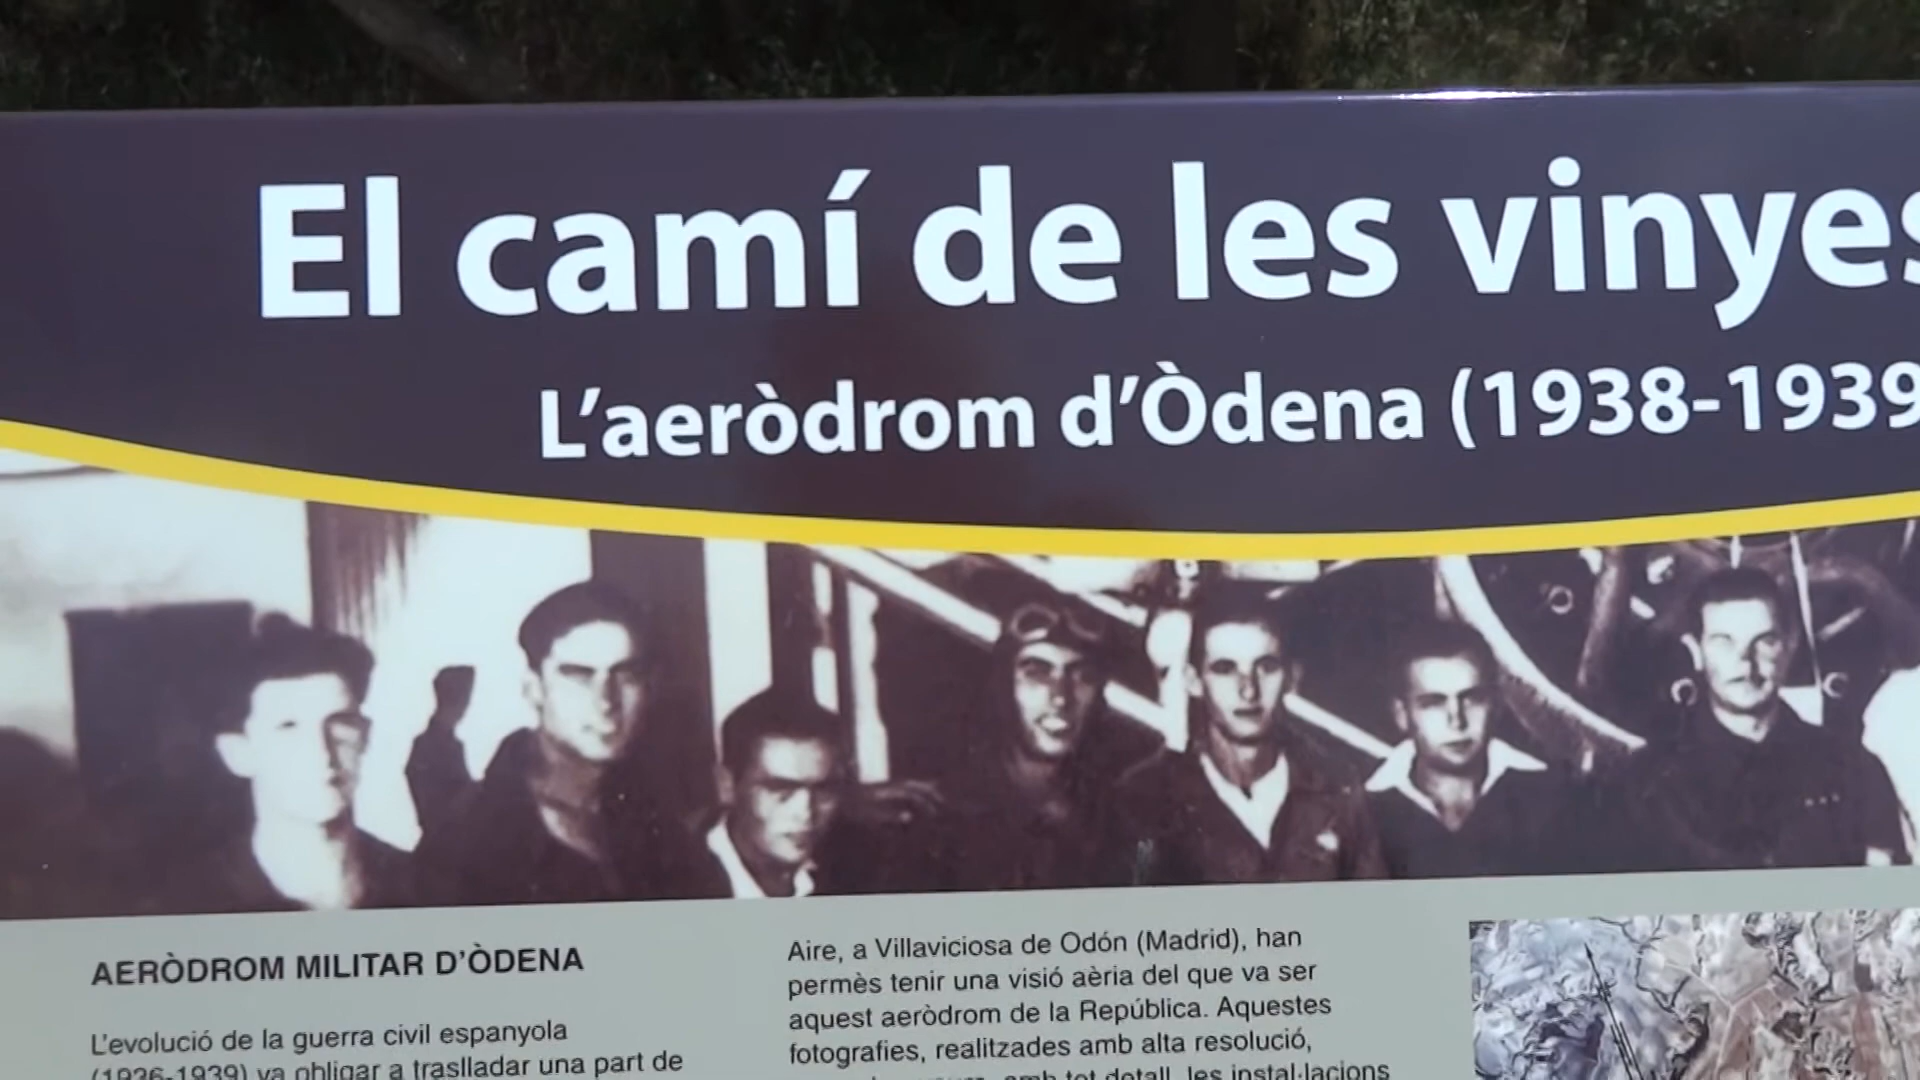 El camí de les vinyes
L'aeròdrom d'Òdena (1938-1939
AERÒDROM MILITAR D'ÒDENA
L'evolució de la guerra civil espanyola
(1936-1939) va obligar a traslladar una part de
Aire, a Villaviciosa de Odón (Madrid), han
permès tenir una visió aèria del que va ser
aquest aeròdrom de la República. Aquestes
fotografies, realitzades amb alta resolució,
amb tot detall, les instal·lacions